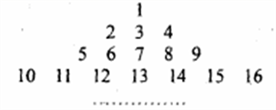 1
2 3 4
5 6 7 8 9
10 11 12 13 14 15 16
..................